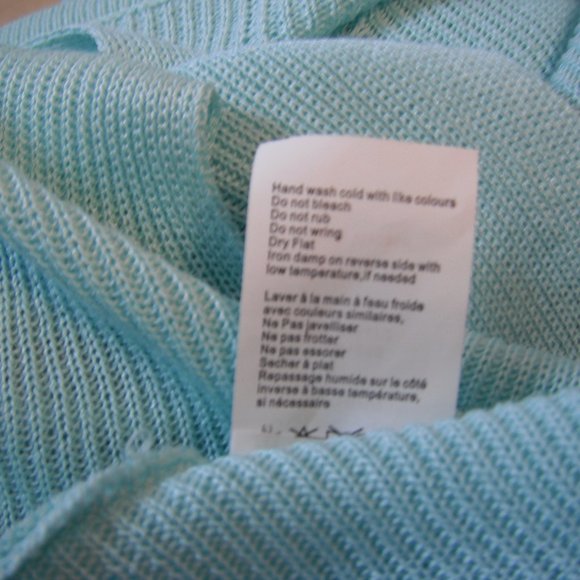 Hand wash cold with like colours
Do not bleach
Do not rub
Do not wring
Dry Flat
Iron damp on reverse side with
low temperature,if needed
Laver à la main à l'eau froide
avec couleurs similaires,
Ne Pas javelliser
Ne pas frotter
Ne pas essorer
Secher à plat
Repassage humide sur le côté
inverse à basse température,
si nécessaire